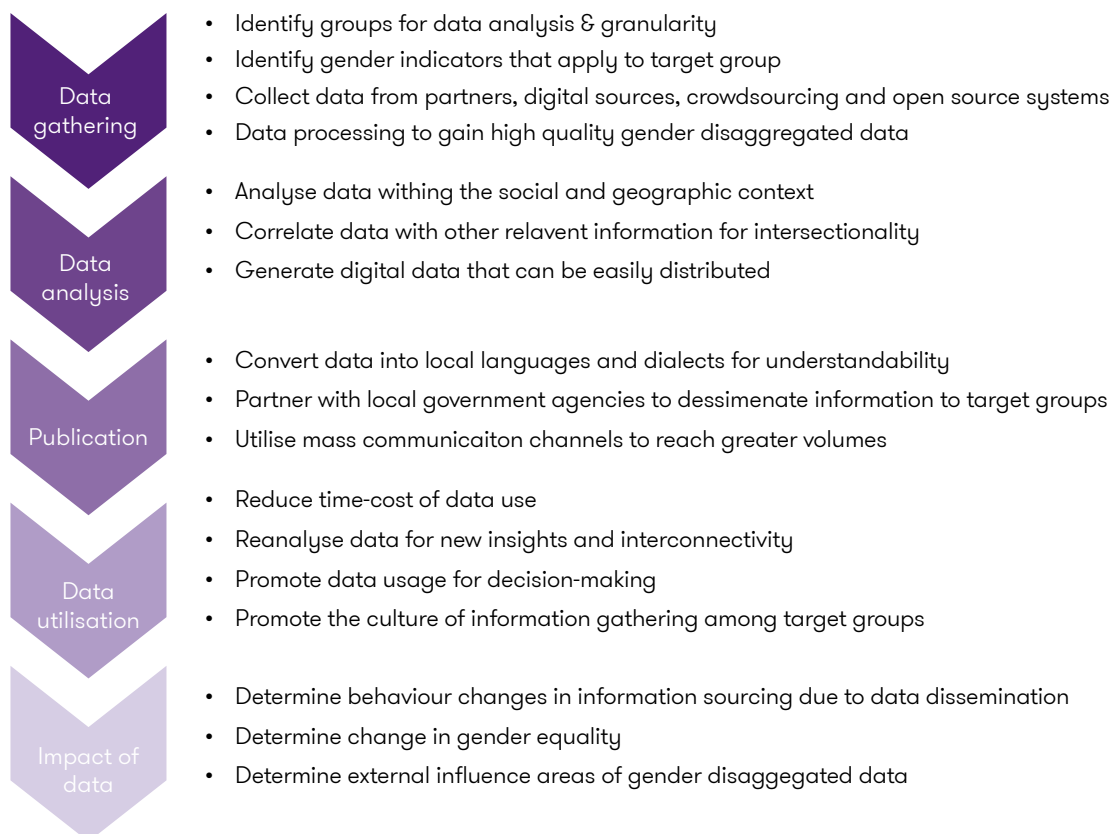 Data
gathering
• Identify groups for data analysis & granularity
• Identify gender indicators that apply to target group
• Collect data from partners, digital sources, crowdsourcing and open source systems
• Data processing to gain high quality gender disaggregated data
Data
analysis
• Analyse data withing the social and geographic context
• Correlate data with other relavent information for intersectionality
• Generate digital data that can be easily distributed
Publication
• Convert data into local languages and dialects for understandability
• Partner with local government agencies to dessimenate information to target groups
• Utilise mass communicaiton channels to reach greater volumes
Data
utilisation
• Reduce time-cost of data use
• Reanalyse data for new insights and interconnectivity
• Promote data usage for decision-making
• Promote the culture of information gathering among target groups
Impact of
data
• Determine behaviour changes in information sourcing due to data dissemination
• Determine change in gender equality
• Determine external influence areas of gender disaggegated data